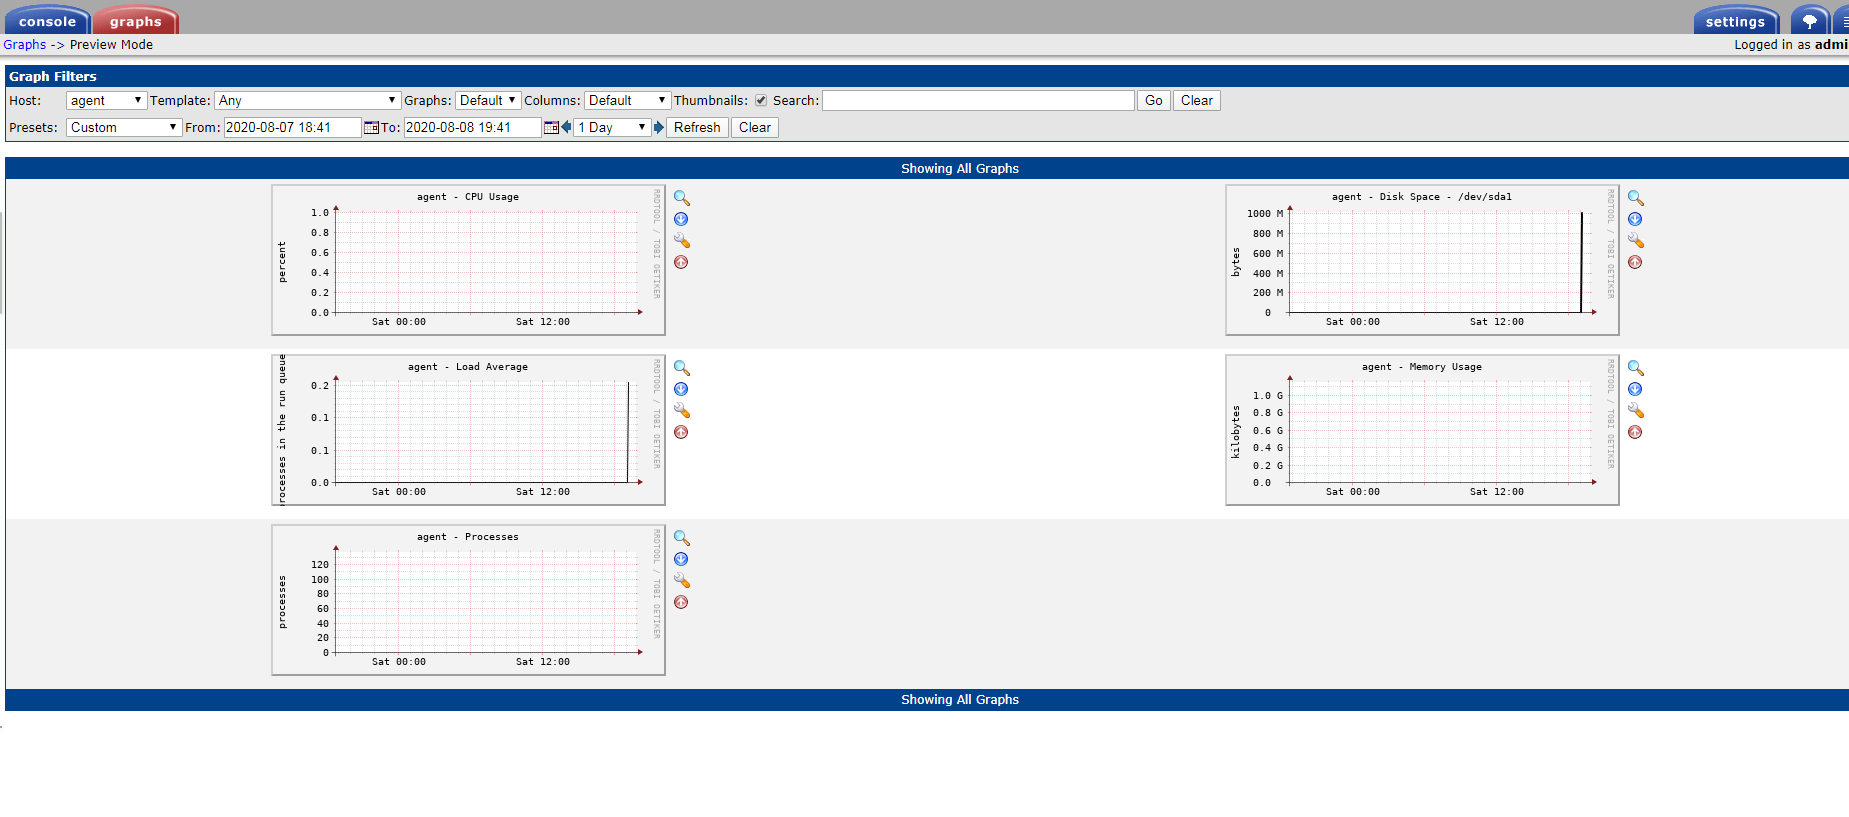 console graphs settings
Graphs -> Preview Mode Logged in as admi
Graph Filters
Host: agent Template: Any Graphs: Default Columns: Default Thumbnails: Search: Go Clear
Presets: Custom From: 2020-08-07 18:41 To: 2020-08-08 19:41 1 Day Refresh Clear
Showing All Graphs
agent - CPU Usage
percent
1.0
0.8
0.6
0.4
0.2
0.0
Sat 00:00 Sat 12:00
RRDTOOL / TOBI OETIKER
agent - Disk Space - /dev/sda1
bytes
1000 M
800 M
600 M
400 M
200 M
0
Sat 00:00 Sat 12:00
RRDTOOL / TOBI OETIKER
agent - Load Average
rocesses in the run queue
0.2
0.1
0.1
0.0
Sat 00:00 Sat 12:00
RRDTOOL / TOBI OETIKER
agent - Memory Usage
kilobytes
1.0 G
0.8 G
0.6 G
0.4 G
0.2 G
0.0
Sat 00:00 Sat 12:00
RRDTOOL / TOBI OETIKER
agent - Processes
processes
120
100
80
60
40
20
0
Sat 00:00 Sat 12:00
RRDTOOL / TOBI OETIKER
Showing All Graphs